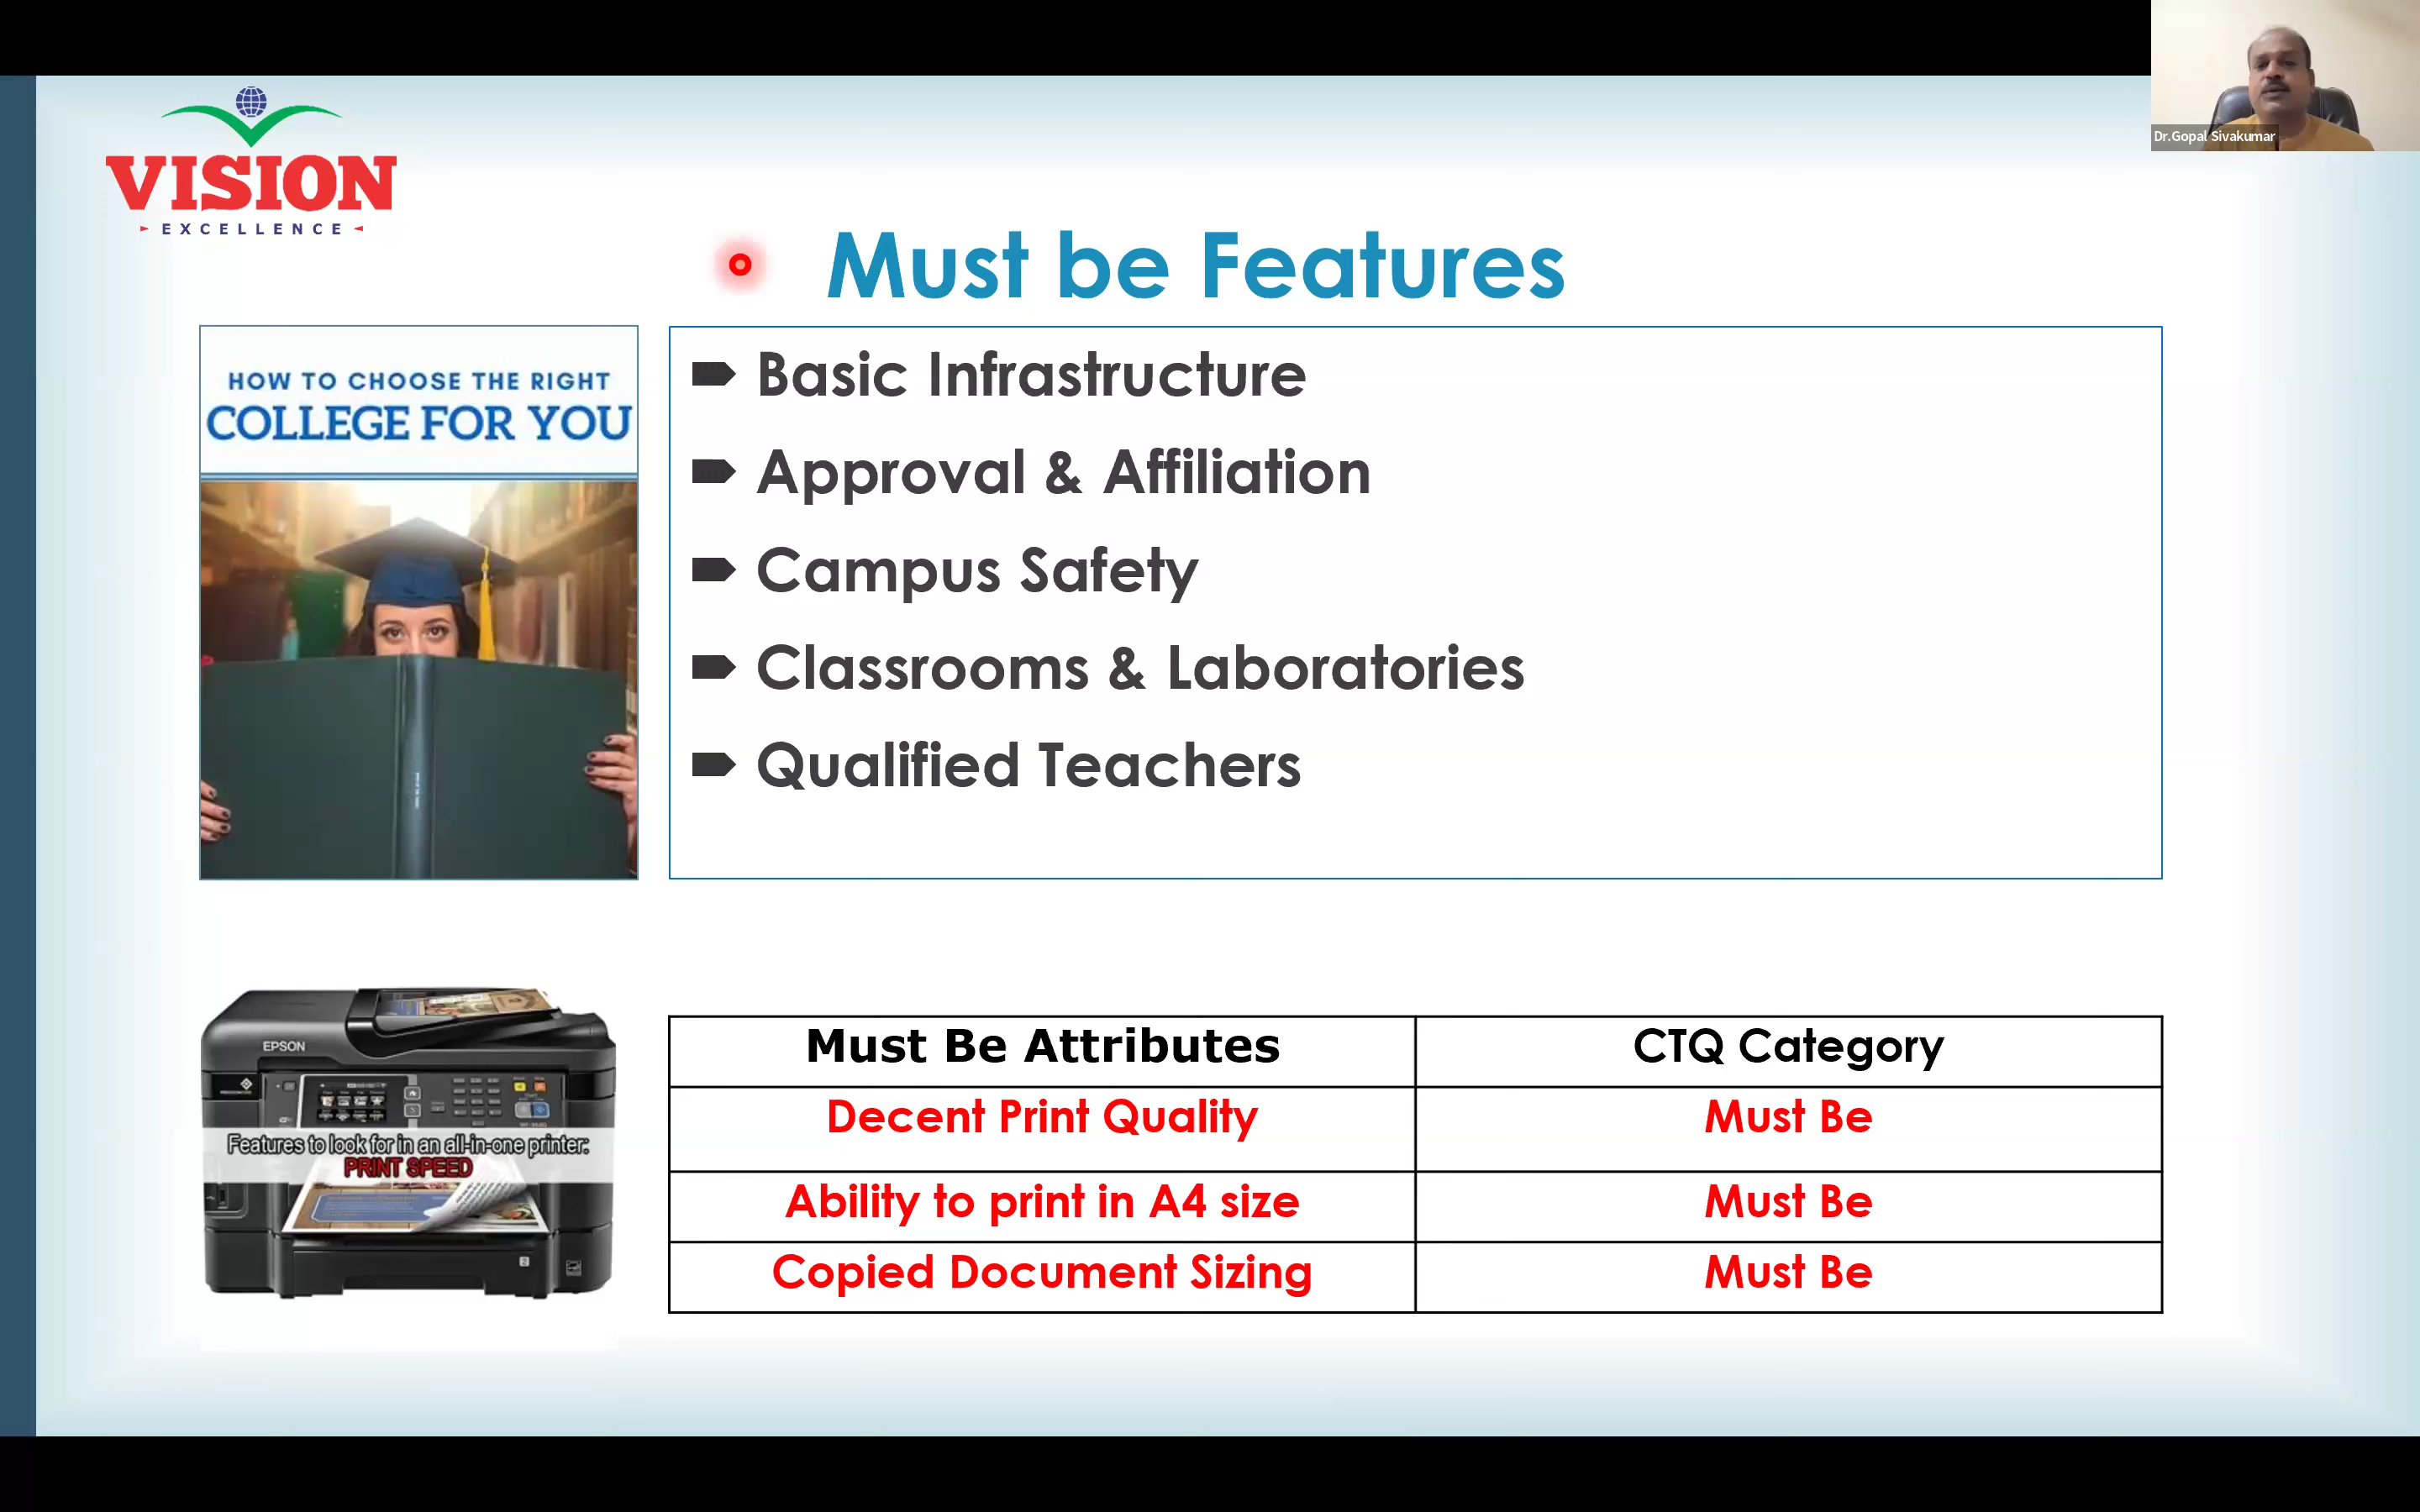 VISION
EXCELLENCE
Dr.Gopal Sivakumar
Must be Features
HOW TO CHOOSE THE RIGHT
COLLEGE FOR YOU
Basic Infrastructure
Approval & Affiliation
Campus Safety
Classrooms & Laboratories
Qualified Teachers
EPSON
Features to look for in an all-in-one printer:
PRINT SPEED
Must Be Attributes CTQ Category
Decent Print Quality Must Be
Ability to print in A4 size Must Be
Copied Document Sizing Must Be